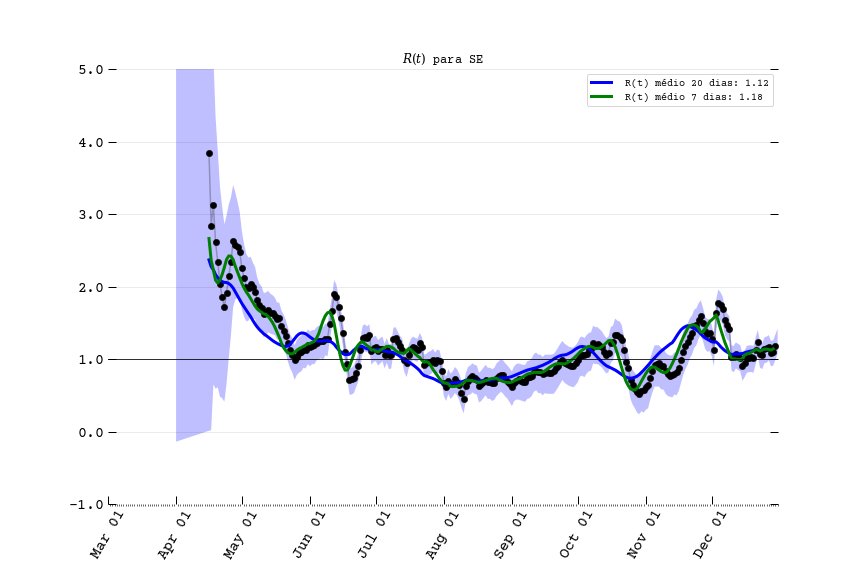 R(t) para SE
R(t) médio 20 dias: 1.12
R(t) médio 7 dias: 1.18
5.0
4.0
3.0
2.0
1.0
0.0
-1.0
Mar 01
Apr 01
May 01
Jun 01
Jul 01
Aug 01
Sep 01
Oct 01
Nov 01
Dec 01